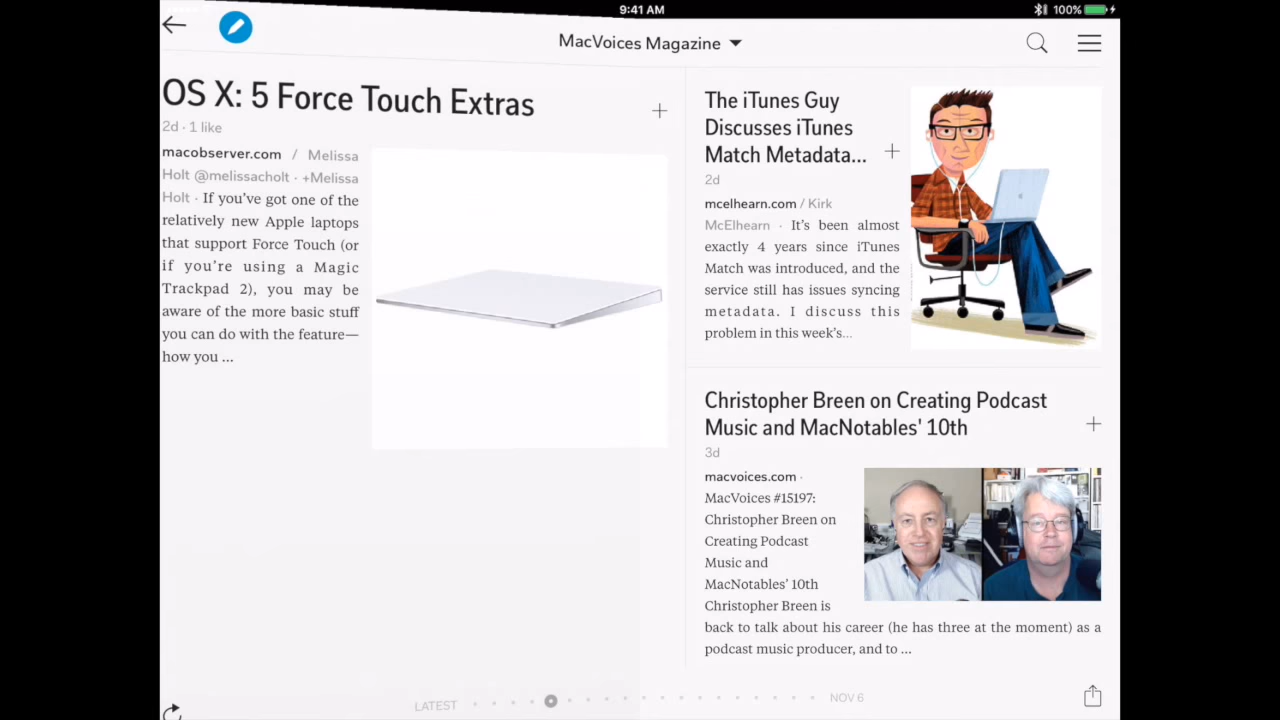 9:41 AM
100%
MacVoices Magazine
OS X: 5 Force Touch Extras
2d · 1 like
macobserver.com / Melissa
Holt @melissacholt · +Melissa
Holt · If you've got one of the
relatively new Apple laptops
that support Force Touch (or
if you're using a Magic
Trackpad 2), you may be
aware of the more basic stuff
you can do with the feature—
how you ...
The iTunes Guy
Discusses iTunes
Match Metadata...
2d
mcelhearn.com / Kirk
McElhearn · It's been almost
exactly 4 years since iTunes
Match was introduced, and the
service still has issues syncing
metadata. I discuss this
problem in this week's...
Christopher Breen on Creating Podcast
Music and MacNotables' 10th
3d
macvoices.com ·
MacVoices #15197:
Christopher Breen on
Creating Podcast
Music and
MacNotables' 10th
Christopher Breen is
back to talk about his career (he has three at the moment) as a
podcast music producer, and to ...
LATEST
NOV 6